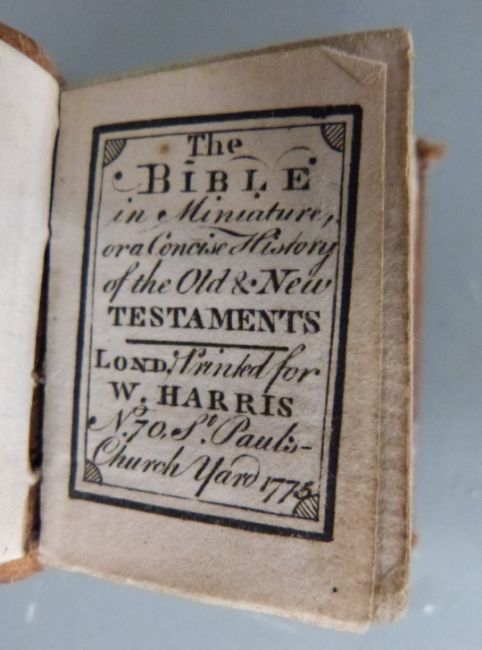 The
BIBLE
in Miniature,
or a Concise History
of the Old & New
TESTAMENTS
LOND. Printed for
W. HARRIS
No. 70, St. Paul's-
Church Yard 1775